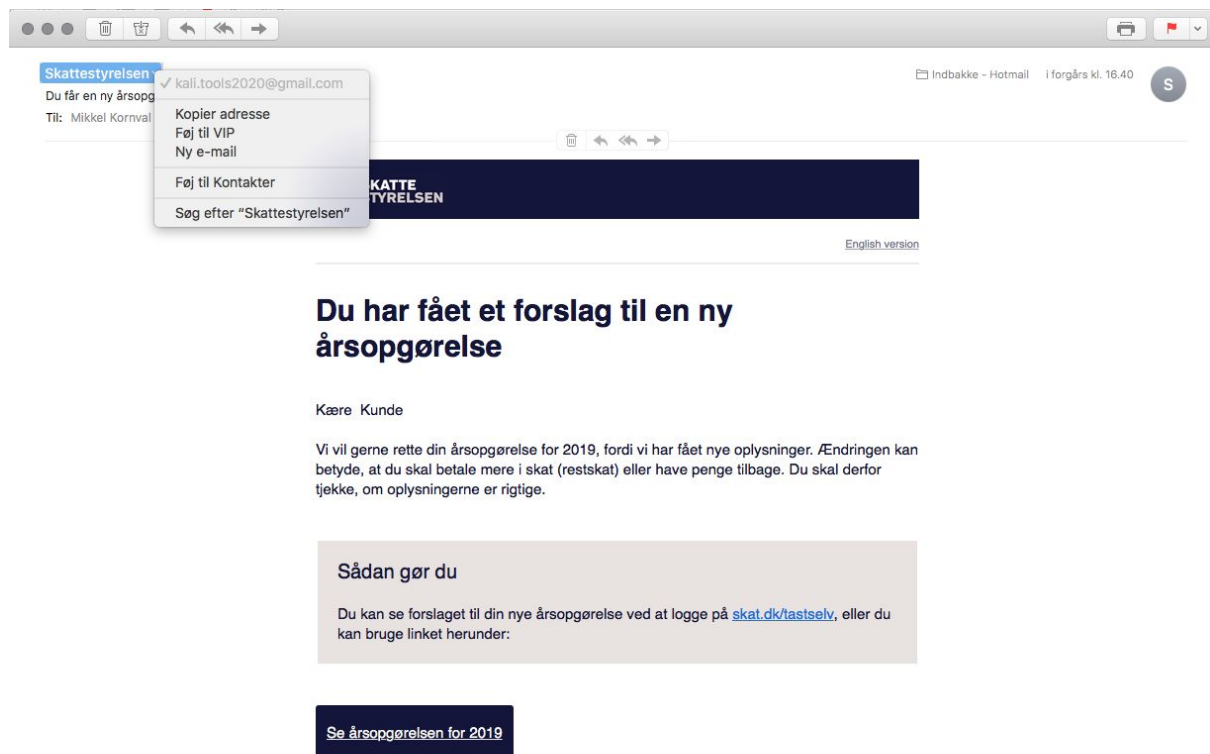 Skattestyrelsen
Indbakke - Hotmail i forgårs kl. 16.40
S
Du får en ny årsopg
Til: Mikkel Kornval
kali.tools2020@gmail.com
Kopier adresse
Føj til VIP
Ny e-mail
Føj til Kontakter
Søg efter “Skattestyrelsen”
KATTE
TYRELSEN
English version
Du har fået et forslag til en ny
årsopgørelse
Kære Kunde
Vi vil gerne rette din årsopgørelse for 2019, fordi vi har fået nye oplysninger. Ændringen kan
betyde, at du skal betale mere i skat (restskat) eller have penge tilbage. Du skal derfor
tjekke, om oplysningerne er rigtige.
Sådan gør du
Du kan se forslaget til din nye årsopgørelse ved at logge på skat.dk/tastselv, eller du
kan bruge linket herunder:
Se årsopgørelsen for 2019